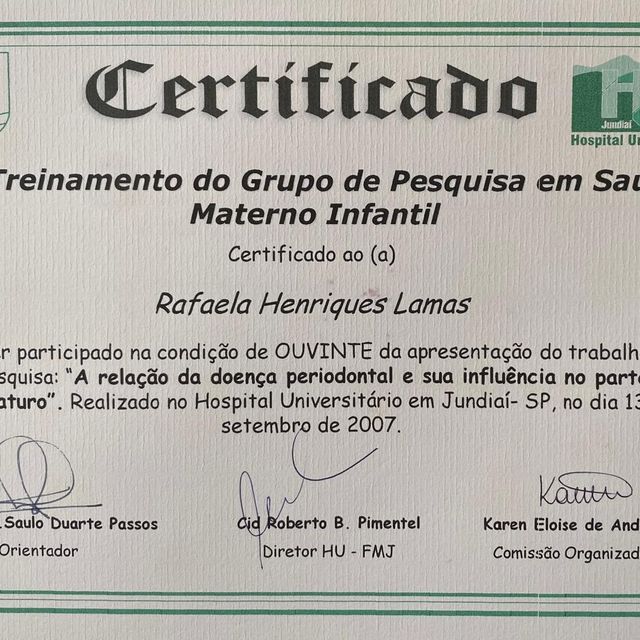 Certificado
Jundiaí
Hospital Un
Treinamento do Grupo de Pesquisa em Sau
Materno Infantil
Certificado ao (a)
Rafaela Henriques Lamas
r participado na condição de OUVINTE da apresentação do trabalh
squisa: "A relação da doença periodontal e sua influência no part
aturo". Realizado no Hospital Universitário em Jundiaí- SP, no dia 13
setembro de 2007.
.Saulo Duarte Passos
Cid Roberto B. Pimentel
Karen Eloise de And
Orientador
Diretor HU - FMJ
Comissão Organizad